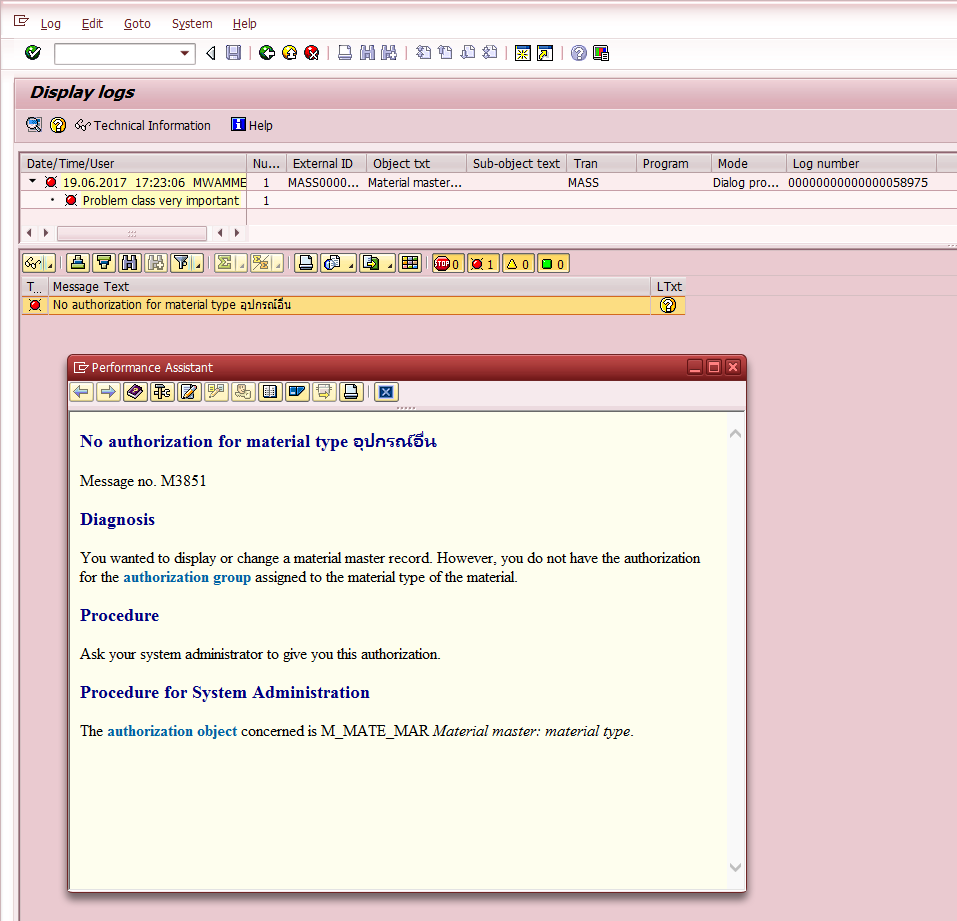 Log Edit Goto System Help
Display logs
Technical Information Help
Date/Time/User Nu... External ID Object txt Sub-object text Tran Program Mode Log number
19.06.2017 17:23:06 MWAMME 1 MASS0000... Material master... MASS Dialog pro... 00000000000000058975
Problem class very important 1
STOP 0 1 0 0
T... Message Text LTxt
No authorization for material type อุปกรณ์อื่น
Performance Assistant
No authorization for material type อุปกรณ์อื่น
Message no. M3851
Diagnosis
You wanted to display or change a material master record. However, you do not have the authorization
for the authorization group assigned to the material type of the material.
Procedure
Ask your system administrator to give you this authorization.
Procedure for System Administration
The authorization object concerned is M_MATE_MAR Material master: material type.